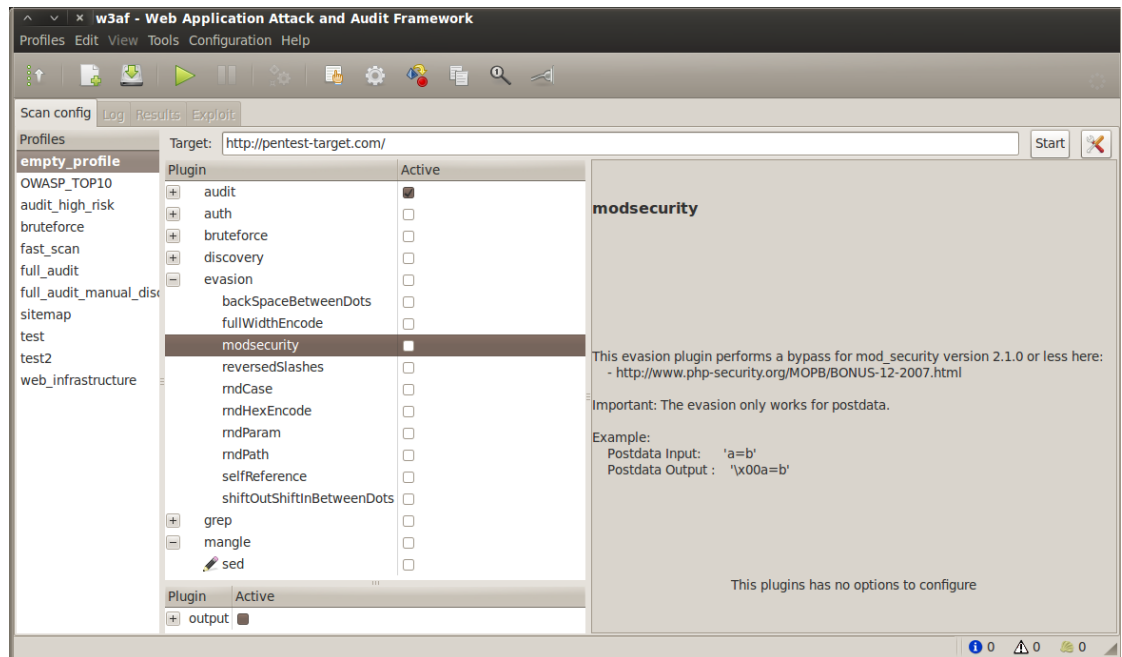 w3af - Web Application Attack and Audit Framework
Profiles Edit View Tools Configuration Help
Scan config Log Results Exploit
Profiles
empty_profile
OWASP_TOP10
audit_high_risk
bruteforce
fast_scan
full_audit
full_audit_manual_disc
sitemap
test
test2
web_infrastructure
Target: http://pentest-target.com/ Start
Plugin Active
audit
auth
bruteforce
discovery
evasion
backSpaceBetweenDots
fullWidthEncode
modsecurity
reversedSlashes
rndCase
rndHexEncode
rndParam
rndPath
selfReference
shiftOutShiftInBetweenDots
grep
mangle
sed
Plugin Active
output
modsecurity
This evasion plugin performs a bypass for mod_security version 2.1.0 or less here:
- http://www.php-security.org/MOPB/BONUS-12-2007.html
Important: The evasion only works for postdata.
Example:
Postdata Input: 'a=b'
Postdata Output : '\x00a=b'
This plugins has no options to configure
0 0 0